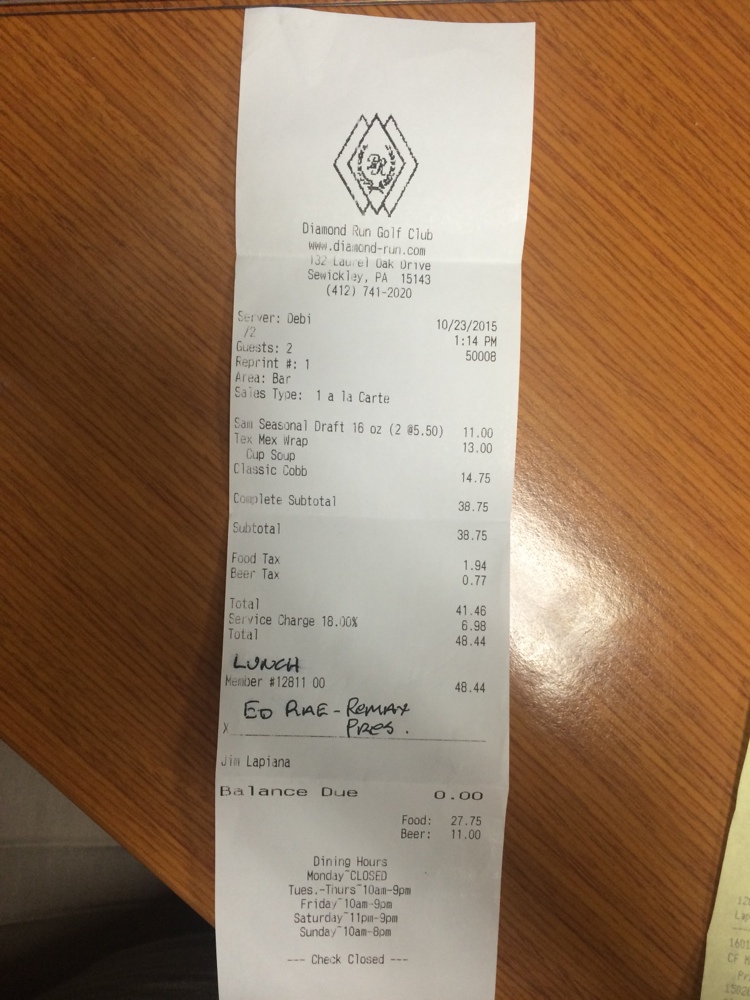 DR
Diamond Run Golf Club
www.diamond-run.com
132 Laurel Oak Drive
Sewickley, PA 15143
(412) 741-2020
Server: Debi 10/23/2015
/2 1:14 PM
Guests: 2 50008
Reprint #: 1
Area: Bar
Sales Type: 1 a la Carte
Sam Seasonal Draft 16 oz (2 @5.50) 11.00
Tex Mex Wrap 13.00
Cup Soup
Classic Cobb 14.75
Complete Subtotal 38.75
Subtotal 38.75
Food Tax 1.94
Beer Tax 0.77
Total 41.46
Service Charge 18.00% 6.98
Total 48.44
LUNCH
Member #12811 00 48.44
ED RAE - REMAX
PRES.
X
Jim Lapiana
Balance Due 0.00
Food: 27.75
Beer: 11.00
Dining Hours
Monday~CLOSED
Tues.-Thurs~10am-9pm
Friday~10am-9pm
Saturday~11pm-9pm
Sunday~10am-8pm
--- Check Closed ---